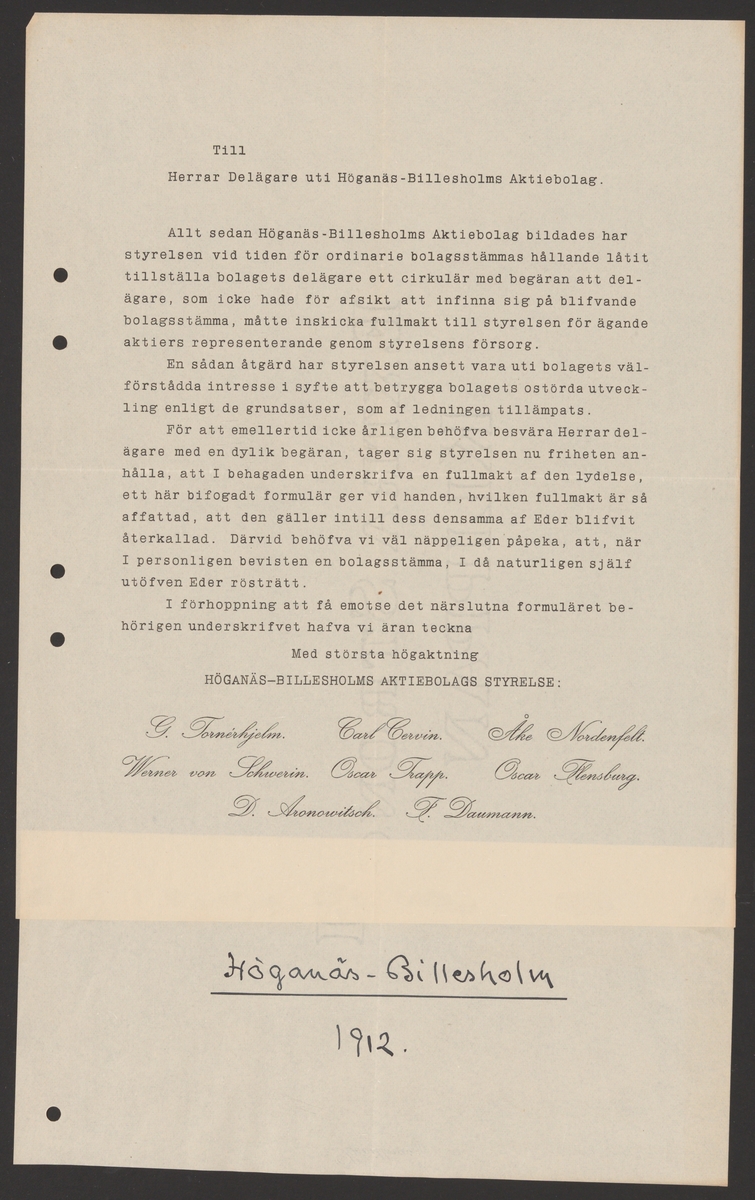 Till
Herrar Delägare uti Höganäs-Billesholms Aktiebolag.
Allt sedan Höganäs-Billesholms Aktiebolag bildades har
styrelsen vid tiden för ordinarie bolagsstämmas hållande låtit
tillställa bolagets delägare ett cirkulär med begäran att del-
ägare, som icke hade för afsikt att infinna sig på blifvande
bolagsstämma, måtte inskicka fullmakt till styrelsen för ägande
aktiers representerande genom styrelsens försorg.
En sådan åtgärd har styrelsen ansett vara uti bolagets väl-
förstådda intresse i syfte att betrygga bolagets ostörda utveck-
ling enligt de grundsatser, som af ledningen tillämpats.
För att emellertid icke årligen behöfva besvära Herrar del-
ägare med en dylik begäran, tager sig styrelsen nu friheten an-
hålla, att I behagaden underskrifva en fullmakt af den lydelse,
ett här bifogadt formulär ger vid handen, hvilken fullmakt är så
affattad, att den gäller intill dess densamma af Eder blifvit
återkallad. Därvid behöfva vi väl näppeligen påpeka, att, när
I personligen bevisten en bolagsstämma, I då naturligen själf
utöfven Eder rösträtt.
I förhoppning att få emotse det närslutna formuläret be-
hörigen underskrifvet hafva vi äran teckna
Med största högaktning
HÖGANÄS-BILLESHOLMS AKTIEBOLAGS STYRELSE:
G. Tornérhjelm. Carl Cervin. Åke Nordenfelt.
Werner von Schwerin. Oscar Trapp. Oscar Flensburg.
D. Aronowitsch. F. Daumann.
Höganäs-Billesholm
1912.